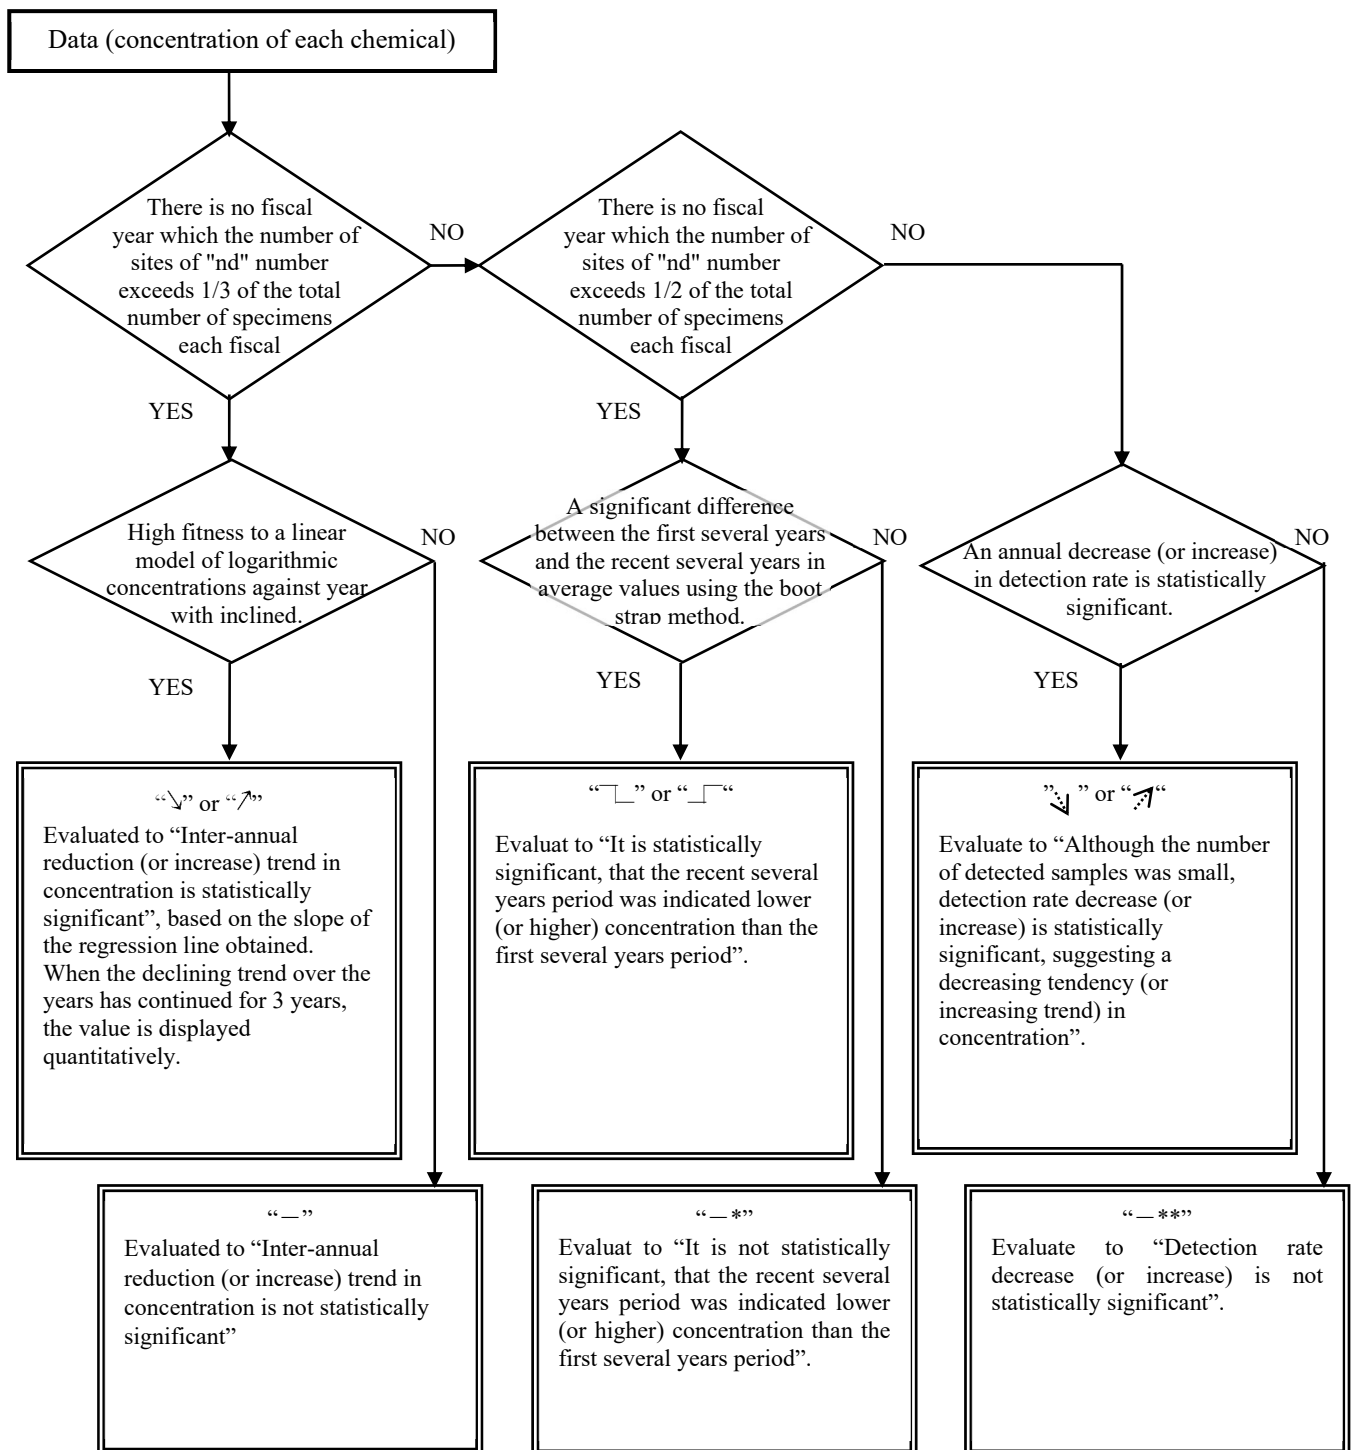 Data (concentration of each chemical)
There is no fiscal
year which the number of
sites of "nd" number
exceeds 1/3 of the total
number of specimens
each fiscal
NO
There is no fiscal
year which the number of
sites of "nd" number
exceeds 1/2 of the total
number of specimens
each fiscal
NO
YES
YES
High fitness to a linear
model of logarithmic
concentrations against year
with inclined.
NO
A significant difference
between the first several years
and the recent several years in
average values using the boot
strap method.
NO
An annual decrease (or increase)
in detection rate is statistically
significant.
NO
YES
YES
YES
“↘” or “↗”
Evaluated to “Inter-annual
reduction (or increase) trend in
concentration is statistically
significant”, based on the slope of
the regression line obtained.
When the declining trend over the
years has continued for 3 years,
the value is displayed
quantitatively.
“ ” or “ “
Evaluat to “It is statistically
significant, that the recent several
years period was indicated lower
(or higher) concentration than the
first several years period”.
” ” or “ “
Evaluate to “Although the number
of detected samples was small,
detection rate decrease (or
increase) is statistically
significant, suggesting a
decreasing tendency (or
increasing trend) in
concentration”.
“－”
Evaluated to “Inter-annual
reduction (or increase) trend in
concentration is not statistically
significant”
“－*”
Evaluat to “It is not statistically
significant, that the recent several
years period was indicated lower
(or higher) concentration than the
first several years period”.
“－**”
Evaluate to “Detection rate
decrease (or increase) is not
statistically significant”.